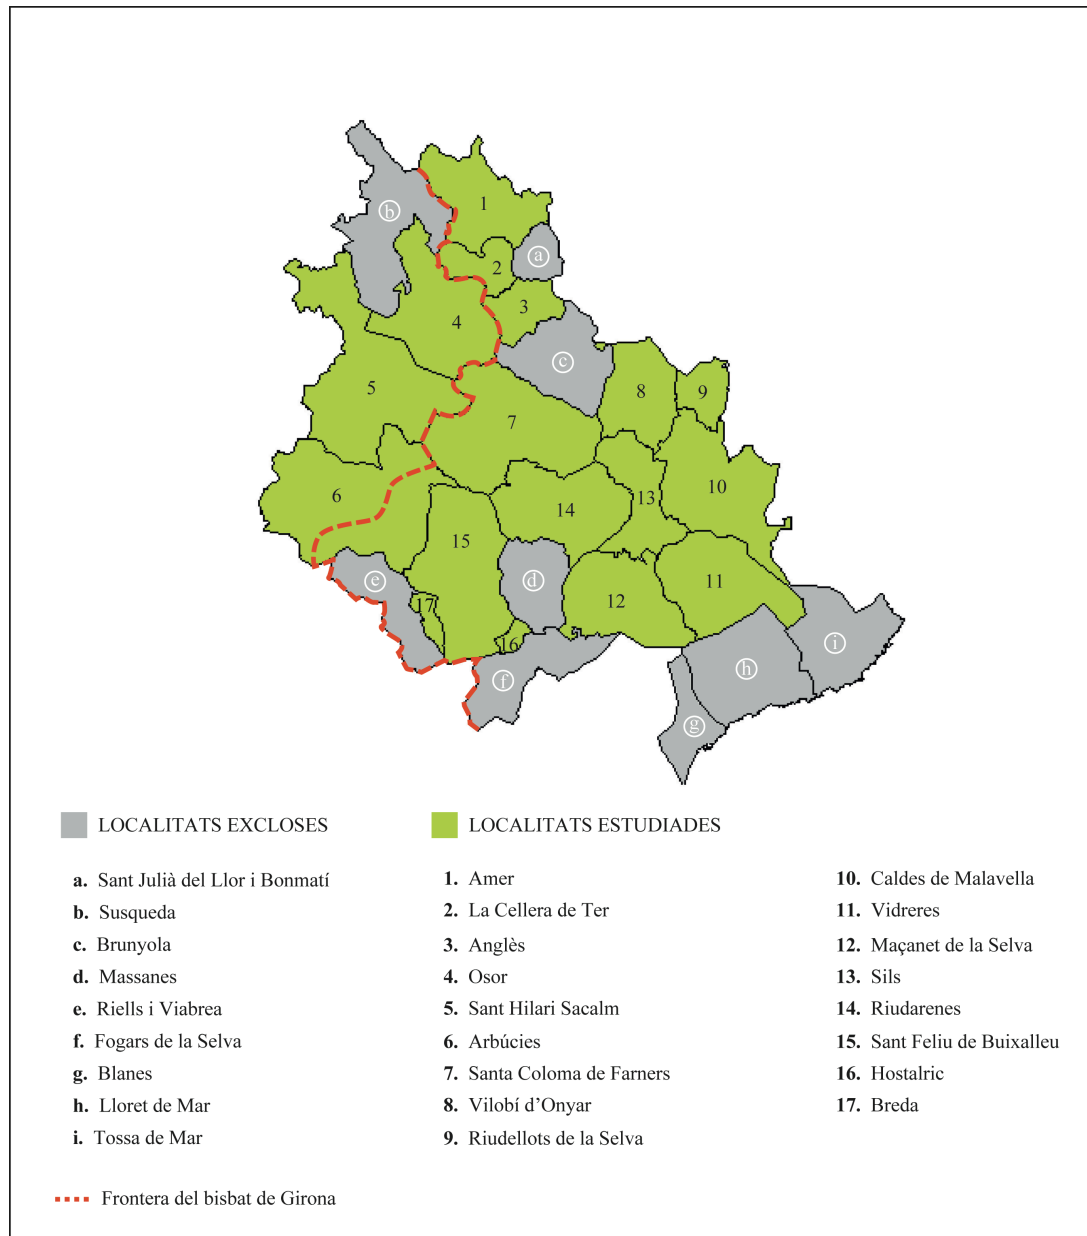 1
b
2
a
3
4
c
5
8
9
7
10
6
13
14
15
e
d
11
17
12
16
i
h
f
g
LOCALITATS EXCLOSES
a. Sant Julià del Llor i Bonmatí
b. Susqueda
c. Brunyola
d. Massanes
e. Riells i Viabrea
f. Fogars de la Selva
g. Blanes
h. Lloret de Mar
i. Tossa de Mar
LOCALITATS ESTUDIADES
1. Amer
2. La Cellera de Ter
3. Anglès
4. Osor
5. Sant Hilari Sacalm
6. Arbúcies
7. Santa Coloma de Farners
8. Vilobí d’Onyar
9. Riudellots de la Selva
10. Caldes de Malavella
11. Vidreres
12. Maçanet de la Selva
13. Sils
14. Riudarenes
15. Sant Feliu de Buixalleu
16. Hostalric
17. Breda
Frontera del bisbat de Girona